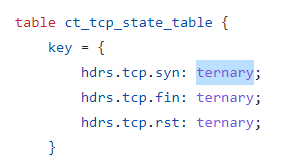 table ct_tcp_state_table {
key = {
hdrs.tcp.syn: ternary;
hdrs.tcp.fin: ternary;
hdrs.tcp.rst: ternary;
}